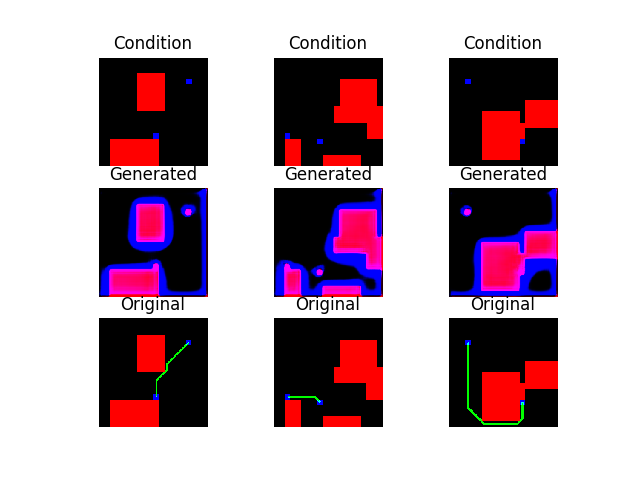 Condition Condition Condition
Generated Generated Generated
Original Original Original